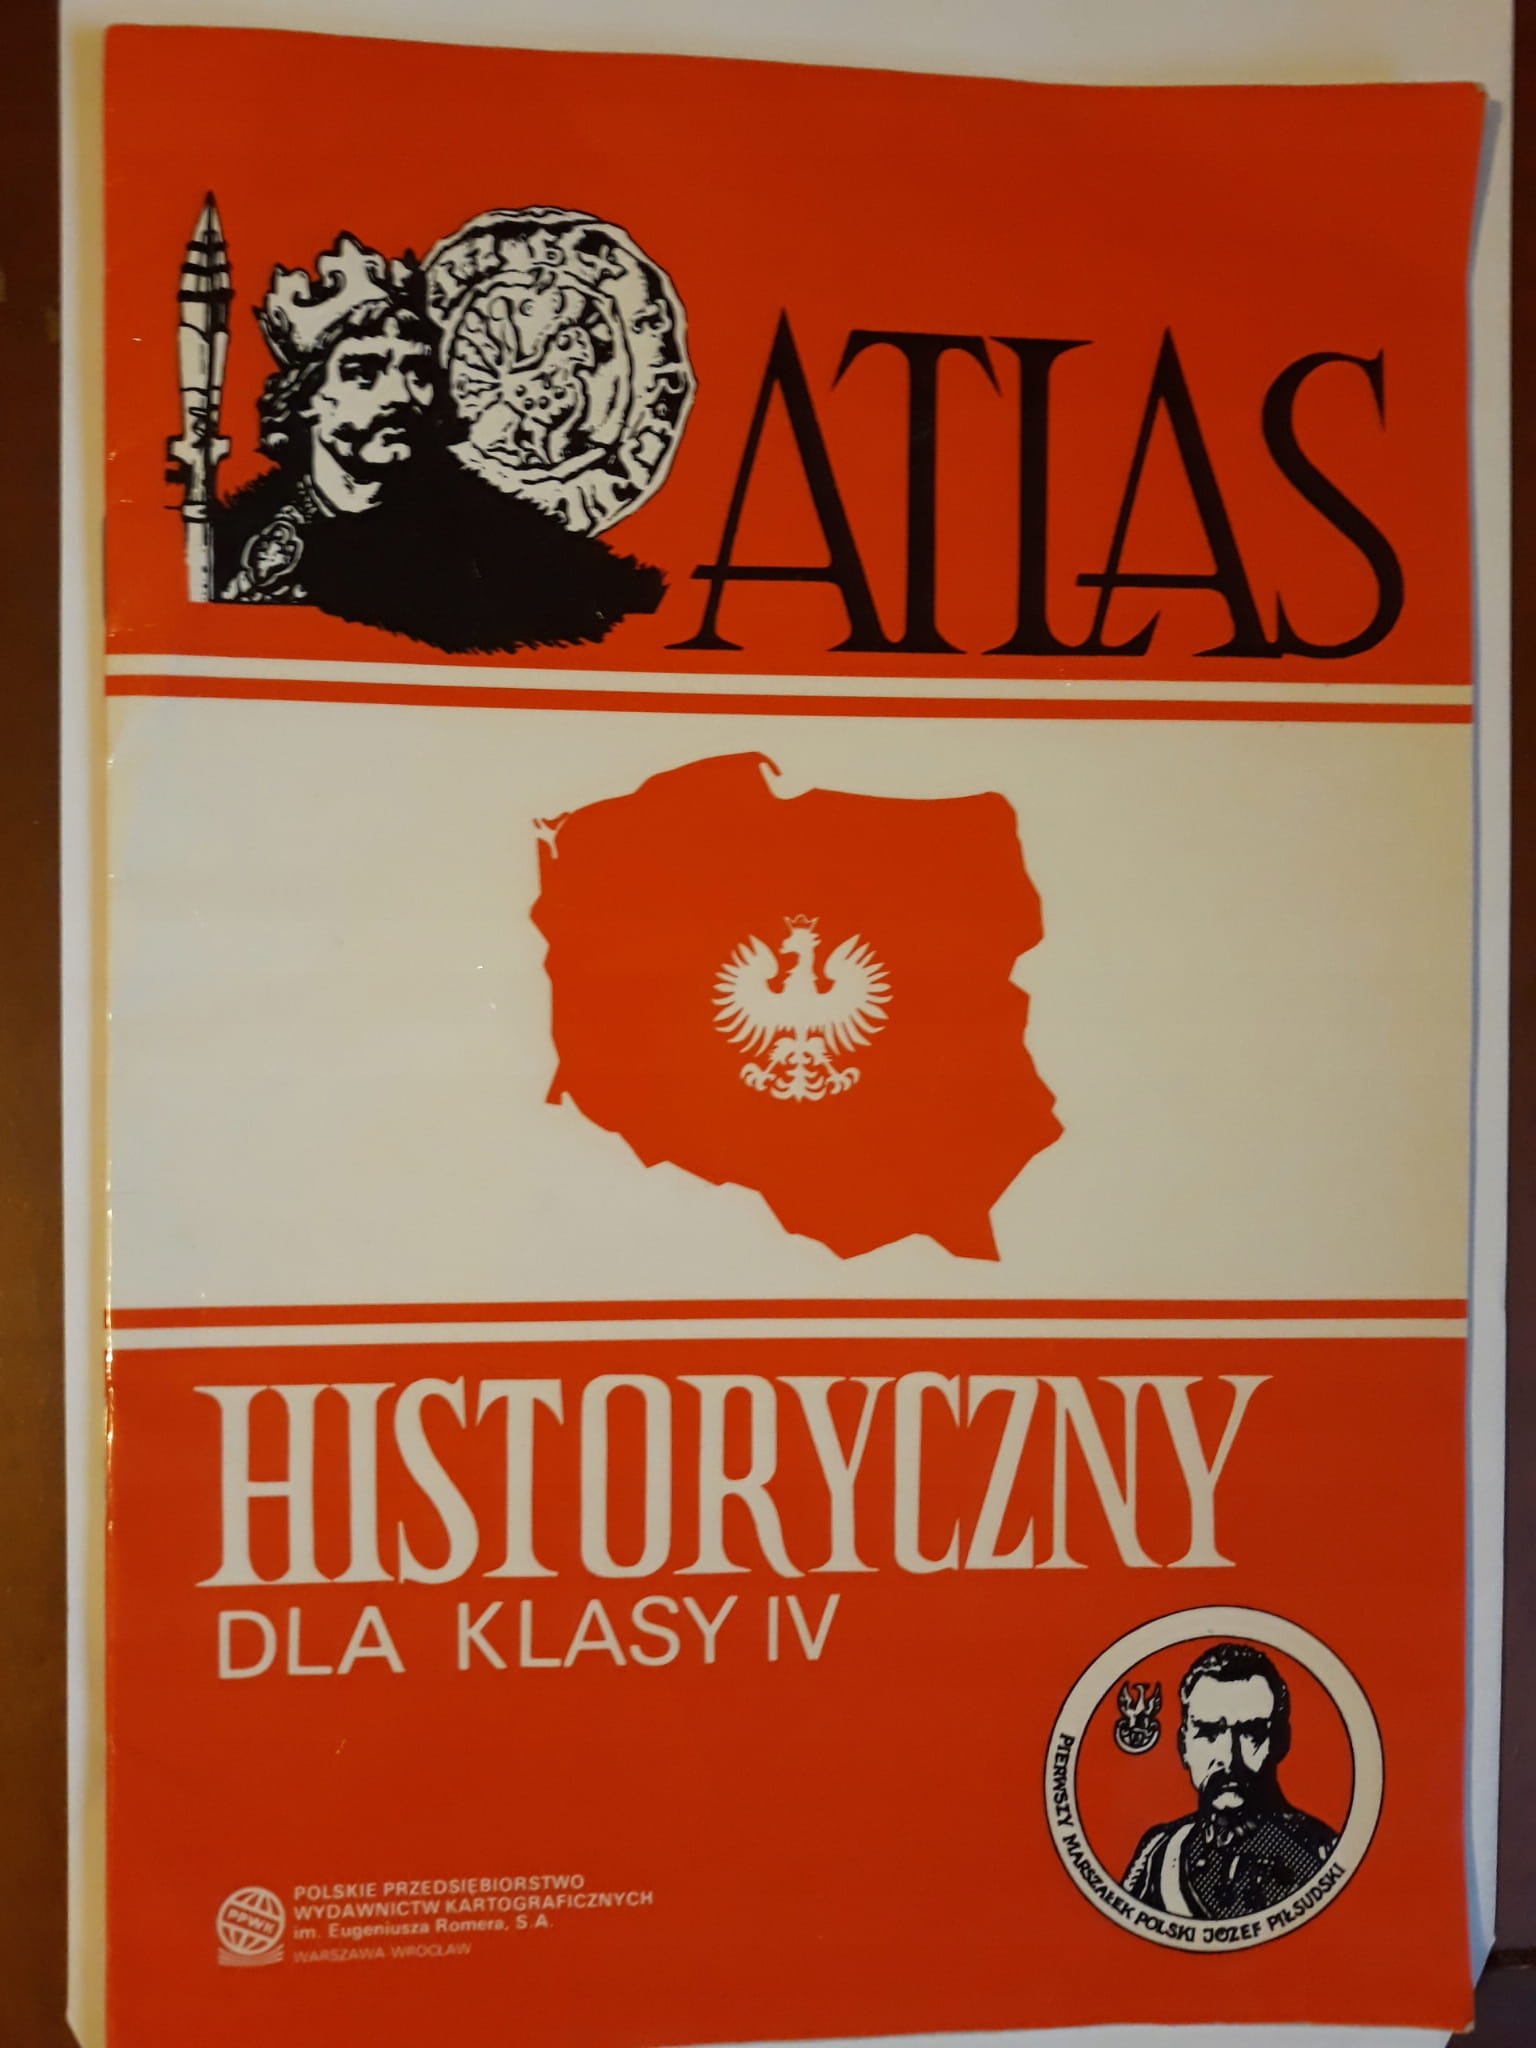 ATLAS
HISTORYCZNY
DLA KLASY IV
PIERWSZY MARSZAŁEK POLSKI JÓZEF PIŁSUDSKI
PPWK
POLSKIE PRZEDSIĘBIORSTWO
WYDAWNICTW KARTOGRAFICZNYCH
im. Eugeniusza Romera, S.A.
WARSZAWA WROCŁAW